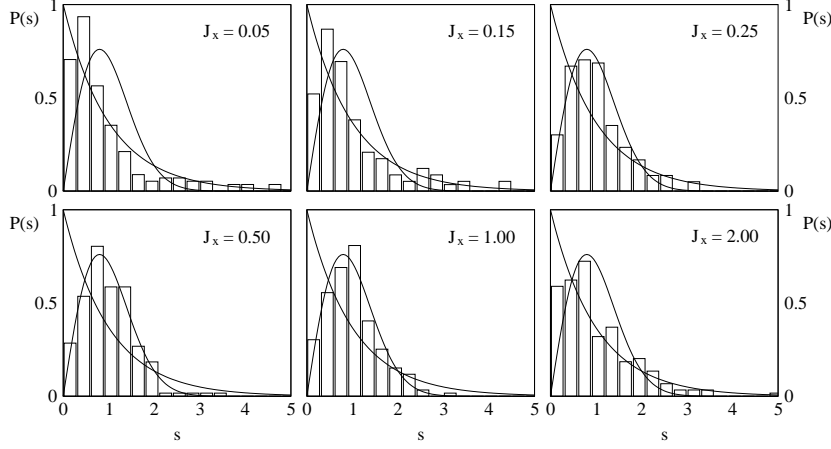 P(s) 1 J x = 0.05 J x = 0.15 J x = 0.25 1 P(s)
0.5 0.5
0 0
P(s) 1 J x = 0.50 J x = 1.00 J x = 2.00 1 P(s)
0.5 0.5
0 0
0 1 2 3 4 5 0 1 2 3 4 5 0 1 2 3 4 5
s s s